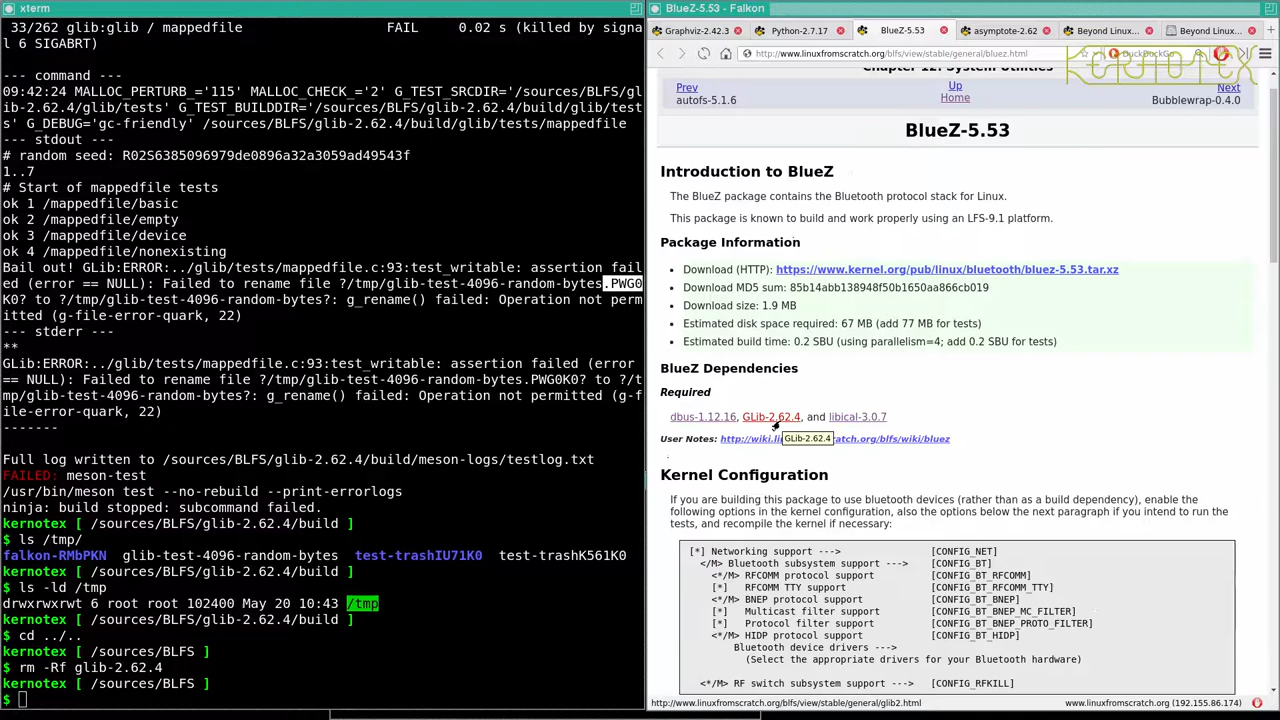 xterm
33/262 glib:glib / mappedfile                  FAIL    0.02 s (killed by signa
l 6 SIGABRT)
--- command ---
09:42:24 MALLOC_PERTURB_='115' MALLOC_CHECK_='2' G_TEST_SRCDIR='/sources/BLFS/gl
ib-2.62.4/glib/tests' G_TEST_BUILDDIR='/sources/BLFS/glib-2.62.4/build/glib/test
s' G_DEBUG='gc-friendly' /sources/BLFS/glib-2.62.4/build/glib/tests/mappedfile
--- stdout ---
# random seed: R02S6385096979de0896a32a3059ad49543f
1..7
# Start of mappedfile tests
ok 1 /mappedfile/basic
ok 2 /mappedfile/empty
ok 3 /mappedfile/device
ok 4 /mappedfile/nonexisting
Bail out! GLib:ERROR:../glib/tests/mappedfile.c:93:test_writable: assertion fail
ed (error == NULL): Failed to rename file ?/tmp/glib-test-4096-random-bytes.PWG0
K0? to ?/tmp/glib-test-4096-random-bytes?: g_rename() failed: Operation not perm
itted (g-file-error-quark, 22)
--- stderr ---
**
GLib:ERROR:../glib/tests/mappedfile.c:93:test_writable: assertion failed (error
== NULL): Failed to rename file ?/tmp/glib-test-4096-random-bytes.PWG0K0? to ?/t
mp/glib-test-4096-random-bytes?: g_rename() failed: Operation not permitted (g-f
ile-error-quark, 22)
-------
Full log written to /sources/BLFS/glib-2.62.4/build/meson-logs/testlog.txt
FAILED: meson-test
/usr/bin/meson test --no-rebuild --print-errorlogs
ninja: build stopped: subcommand failed.
kernotex [ /sources/BLFS/glib-2.62.4/build ]
$ ls /tmp/
falkon-RMbPKN  glib-test-4096-random-bytes  test-trashIU71K0  test-trashK561K0
kernotex [ /sources/BLFS/glib-2.62.4/build ]
$ ls -ld /tmp
drwxrwxrwt 6 root root 102400 May 20 10:43 /tmp
kernotex [ /sources/BLFS/glib-2.62.4/build ]
$ cd ../..
kernotex [ /sources/BLFS ]
$ rm -Rf glib-2.62.4
kernotex [ /sources/BLFS ]
$
BlueZ-5.53 - Falkon
Graphviz-2.42.3 Python-2.7.17 BlueZ-5.53 asymptote-2.62 Beyond Linux... Beyond Linux...
http://www.linuxfromscratch.org/blfs/view/stable/general/bluez.html DuckDuckGo
KERNOTEX
Chapter 12. System Utilities
Prev Up Next
autofs-5.1.6 Home Bubblewrap-0.4.0
BlueZ-5.53
Introduction to BlueZ
The BlueZ package contains the Bluetooth protocol stack for Linux.
This package is known to build and work properly using an LFS-9.1 platform.
Package Information
• Download (HTTP): https://www.kernel.org/pub/linux/bluetooth/bluez-5.53.tar.xz
• Download MD5 sum: 85b14abb138948f50b1650aa866cb019
• Download size: 1.9 MB
• Estimated disk space required: 67 MB (add 77 MB for tests)
• Estimated build time: 0.2 SBU (using parallelism=4; add 0.2 SBU for tests)
BlueZ Dependencies
Required
dbus-1.12.16, GLib-2.62.4, and libical-3.0.7
User Notes: http://wiki.li GLib-2.62.4 ratch.org/blfs/wiki/bluez
.
Kernel Configuration
If you are building this package to use bluetooth devices (rather than as a build dependency), enable the
following options in the kernel configuration, also the options below the next paragraph if you intend to run the
tests, and recompile the kernel if necessary:
[*] Networking support --->              [CONFIG_NET]
</M> Bluetooth subsystem support --->  [CONFIG_BT]
<*/M> RFCOMM protocol support        [CONFIG_BT_RFCOMM]
[*]   RFCOMM TTY support             [CONFIG_BT_RFCOMM_TTY]
<*/M> BNEP protocol support          [CONFIG_BT_BNEP]
[*]   Multicast filter support       [CONFIG_BT_BNEP_MC_FILTER]
[*]   Protocol filter support        [CONFIG_BT_BNEP_PROTO_FILTER]
<*/M> HIDP protocol support          [CONFIG_BT_HIDP]
Bluetooth device drivers --->
(Select the appropriate drivers for your Bluetooth hardware)
<*/M> RF switch subsystem support ---> [CONFIG_RFKILL]
http://www.linuxfromscratch.org/blfs/view/stable/general/glib2.html www.linuxfromscratch.org (192.155.86.174)